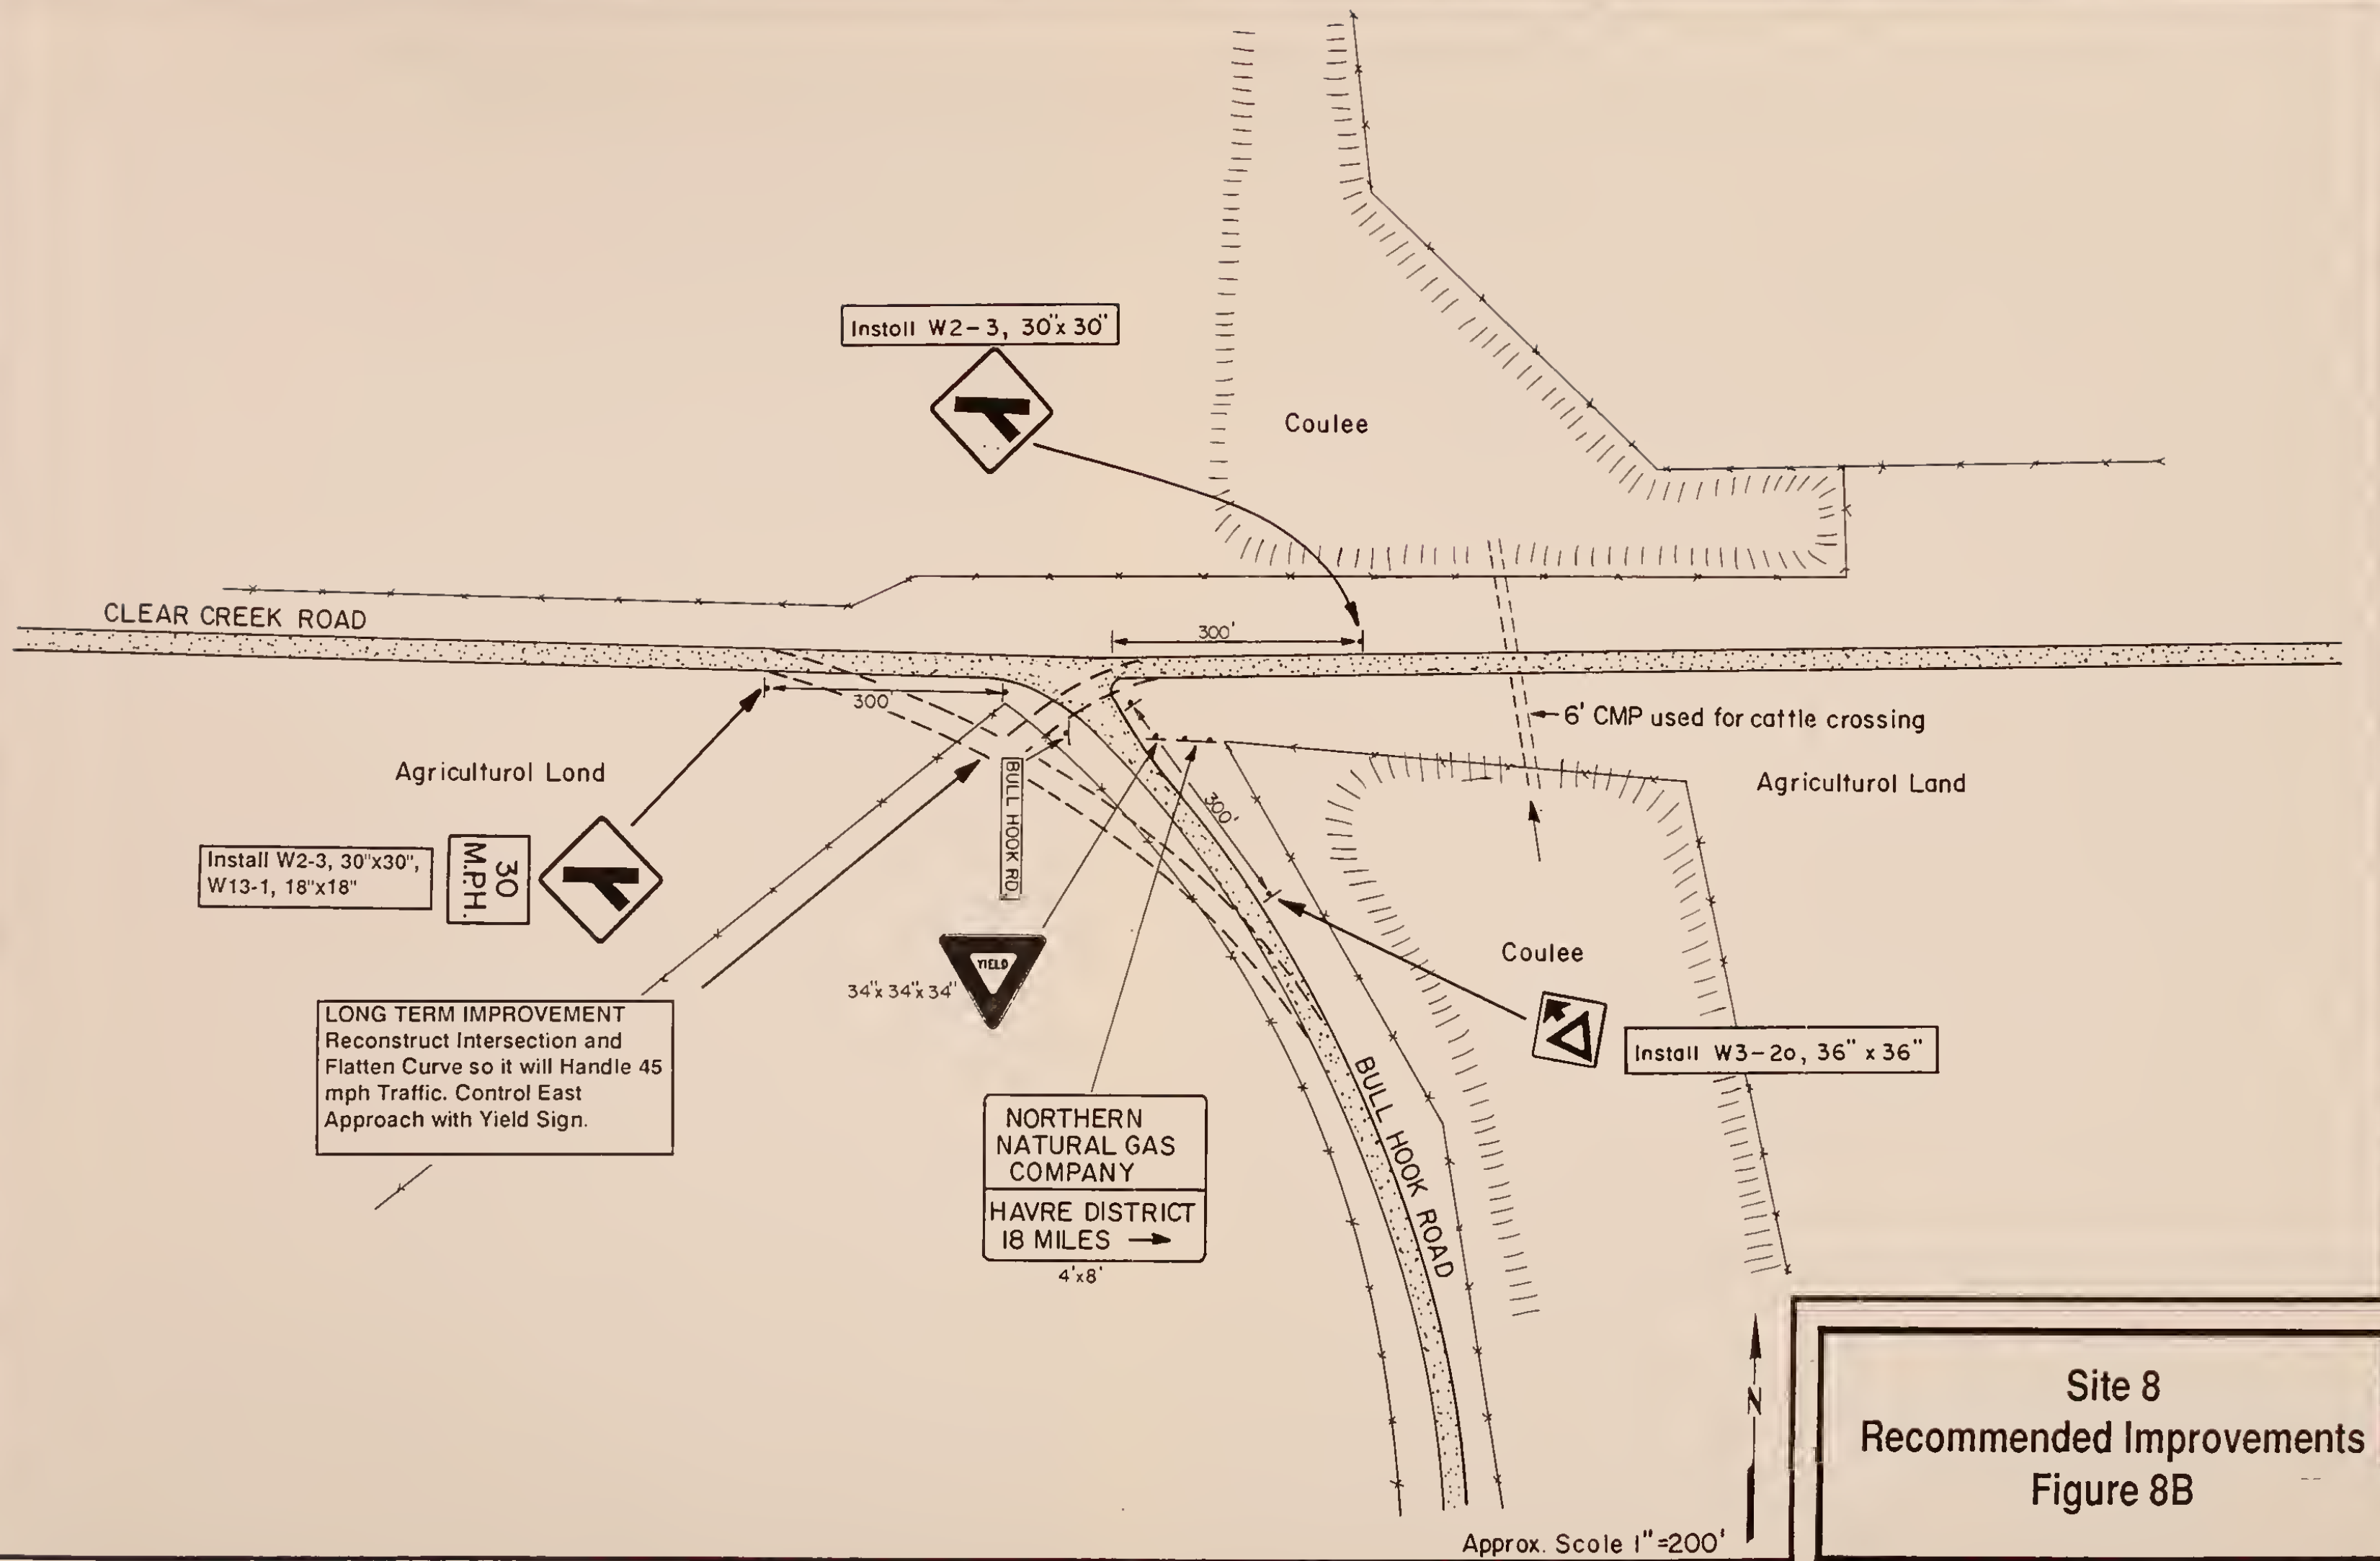 Instoll W2-3, 30"x 30"
Coulee
CLEAR CREEK ROAD
300'
300'
6' CMP used for cattle crossing
Agriculturol Lond
Agriculturol Land
BULL HOOK RD.
300'
Install W2-3, 30"x30",
W13-1, 18"x18"
30
M.P.H.
YIELD
34"x 34"x 34"
Coulee
Install W3-2o, 36" x 36"
LONG TERM IMPROVEMENT
Reconstruct Intersection and
Flatten Curve so it will Handle 45
mph Traffic. Control East
Approach with Yield Sign.
NORTHERN
NATURAL GAS
COMPANY
HAVRE DISTRICT
18 MILES →
4'x8'
BULL HOOK ROAD
N
Site 8
Recommended Improvements
Figure 8B
Approx. Scole 1"=200'